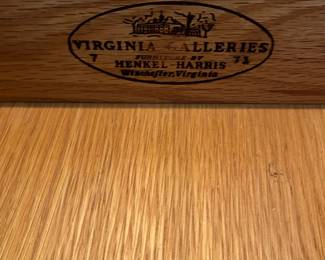 VIRGINIA GALLERIES
7 FURNITURE BY 71
HENKEL-HARRIS
Winchester, Virginia